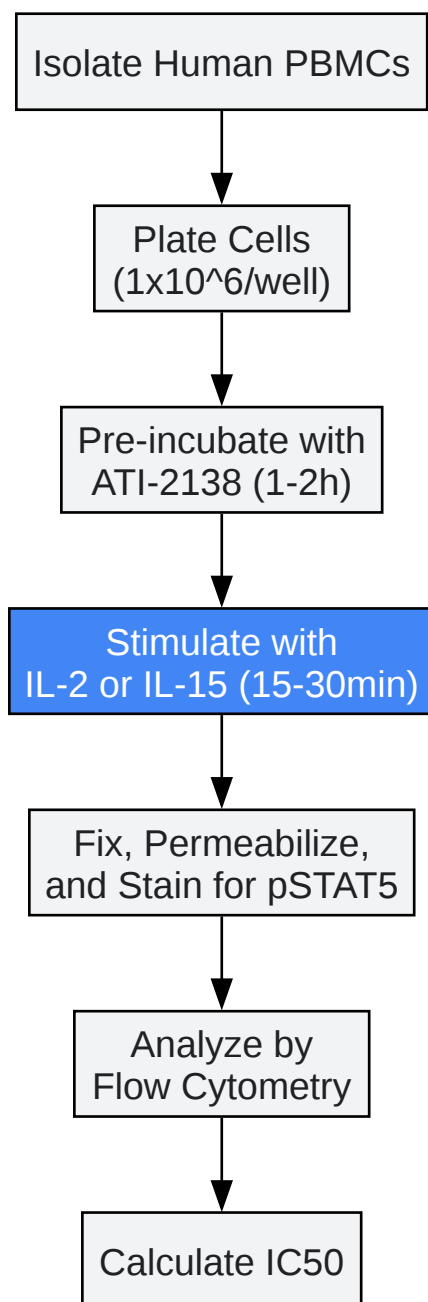 Isolate Human PBMCs
Plate Cells
(1x10^6/well)
Pre-incubate with
ATI-2138 (1-2h)
Stimulate with
IL-2 or IL-15 (15-30min)
Fix, Permeabilize,
and Stain for pSTAT5
Analyze by
Flow Cytometry
Calculate IC50